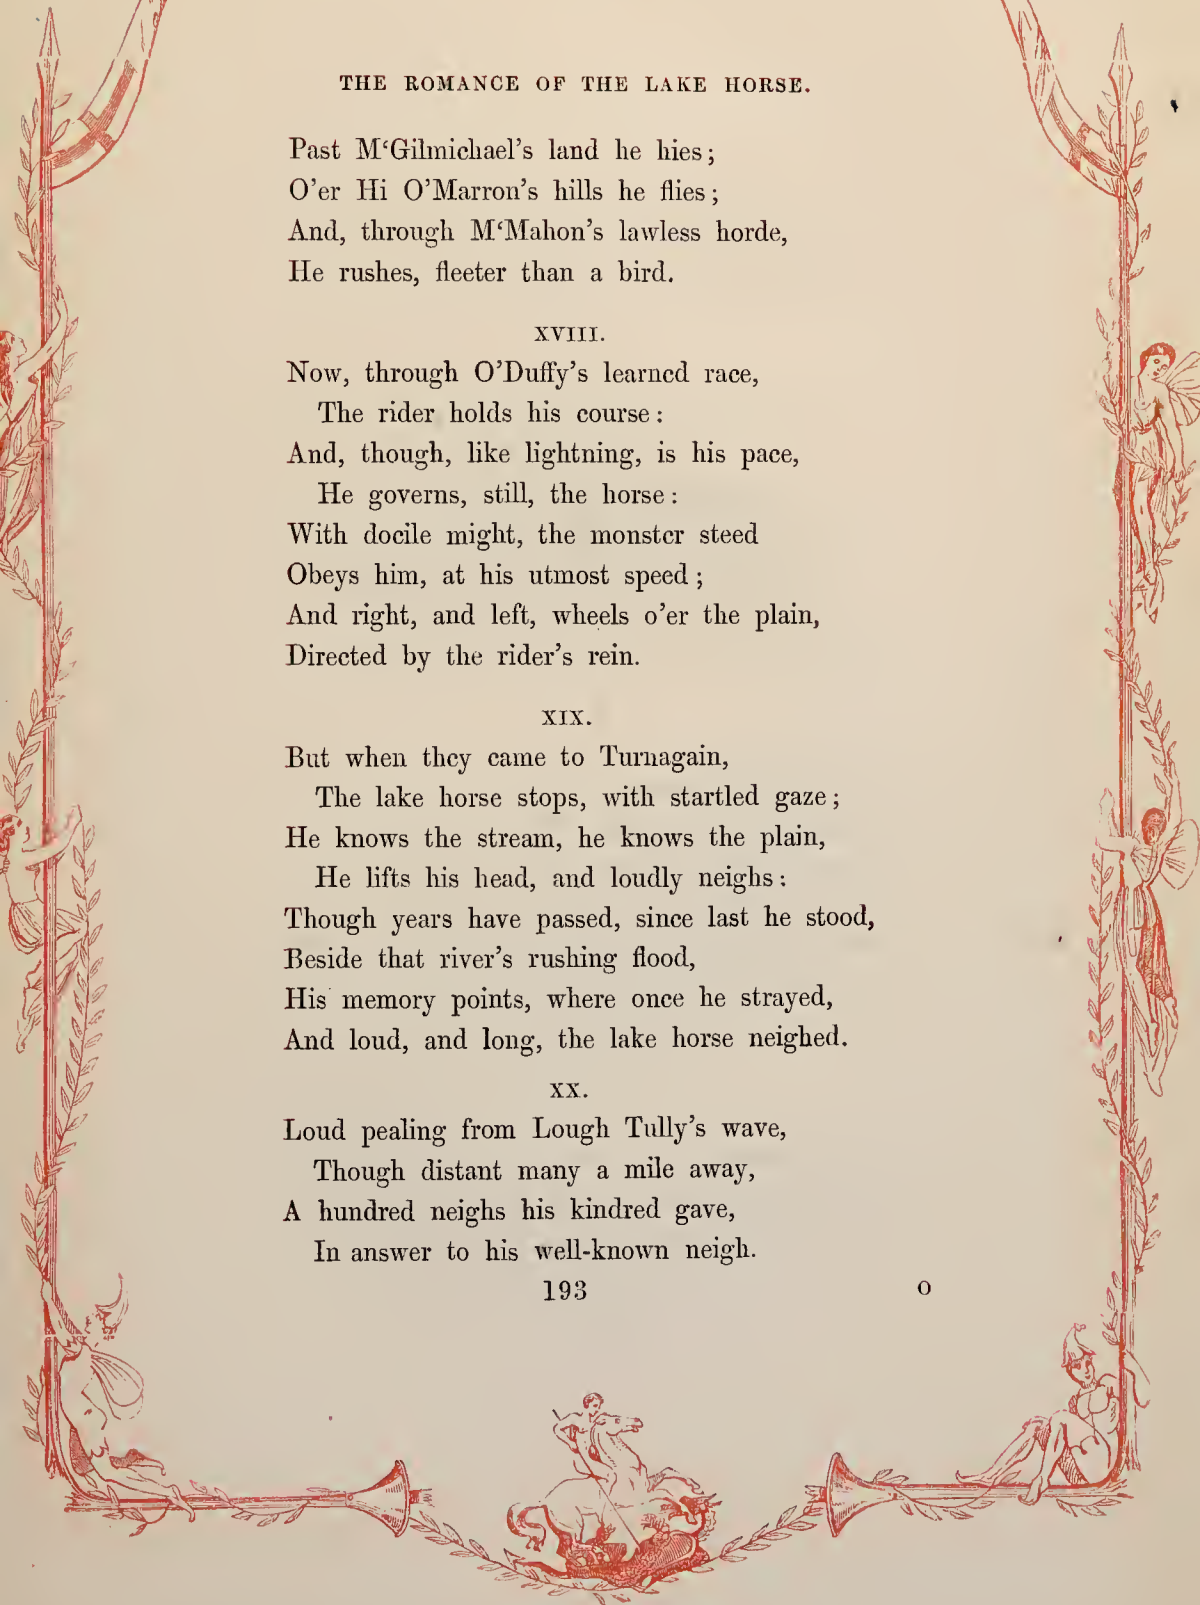 THE ROMANCE OF THE LAKE HORSE.
Past M‘Gilmichael’s land he hies;
O’er Hi O’Marron’s hills he flies;
And, through M‘Mahon’s lawless horde,
He rushes, fleeter than a bird.
XVIII.
Now, through O’Duffy’s learned race,
The rider holds his course:
And, though, like lightning, is his pace,
He governs, still, the horse:
With docile might, the monster steed
Obeys him, at his utmost speed;
And right, and left, wheels o’er the plain,
Directed by the rider’s rein.
XIX.
But when they came to Turnagain,
The lake horse stops, with startled gaze;
He knows the stream, he knows the plain,
He lifts his head, and loudly neighs:
Though years have passed, since last he stood,
Beside that river’s rushing flood,
His memory points, where once he strayed,
And loud, and long, the lake horse neighed.
XX.
Loud pealing from Lough Tully’s wave,
Though distant many a mile away,
A hundred neighs his kindred gave,
In answer to his well-known neigh.
193 O